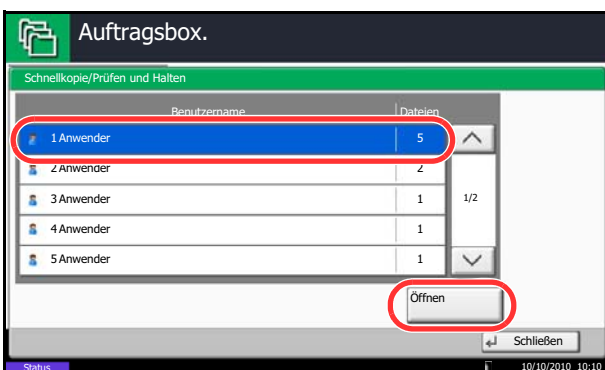 Auftragsbox.
Schnellkopie/Prüfen und Halten
Benutzername Dateien
1 Anwender 5
2 Anwender 2
3 Anwender 1
1/2
4 Anwender 1
5 Anwender 1
Öffnen
Schließen
Status 10/10/2010 10:10